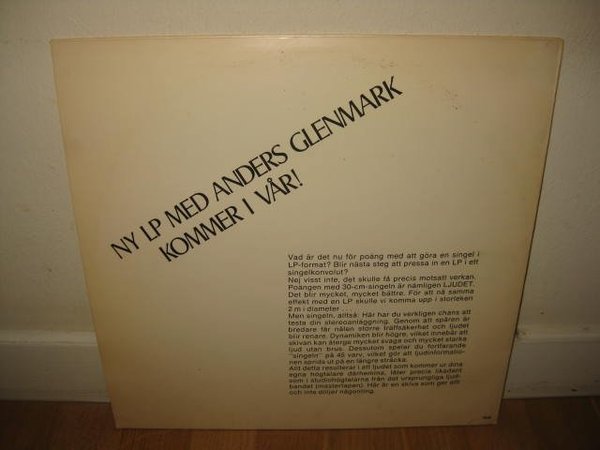 NY LP MED ANDERS GLENMARK
KOMMER I VÅR!
Vad är det nu för poäng med att göra en singel i
LP-format? Blir nästa steg att pressa in en LP i ett
singelkonvolut?
Nej visst inte, det skulle få precis motsatt verkan.
Poängen med 30-cm-singeln är nämligen LJUDET.
Det blir mycket, mycket bättre. För att nå samma
effekt med en LP skulle vi komma upp i storleken
2 m i diameter . . . .
Men singeln, alltså. Här har du verkligen chans att
testa din stereoanläggning. Genom att spåren är
bredare får nålen större träffsäkerhet och ljudet
blir renare. Dynamiken blir högre, vilket innebär att
skivan kan återge mycket svaga och mycket starka
ljud utan brus. Dessutom spelar du fortfarande
"singeln" på 45 varv, vilket gör att ljudinformatio-
nen sprids ut på en längre sträcka.
Allt detta resulterar i ett ljud som kommer ur dina
egna högtalare därhemma, låter precis likadant
som i studiohögtalarna från det ursprungliga ljud-
bandet (mastertapen). Här är en skiva som ger allt
och inte döljer någonting.